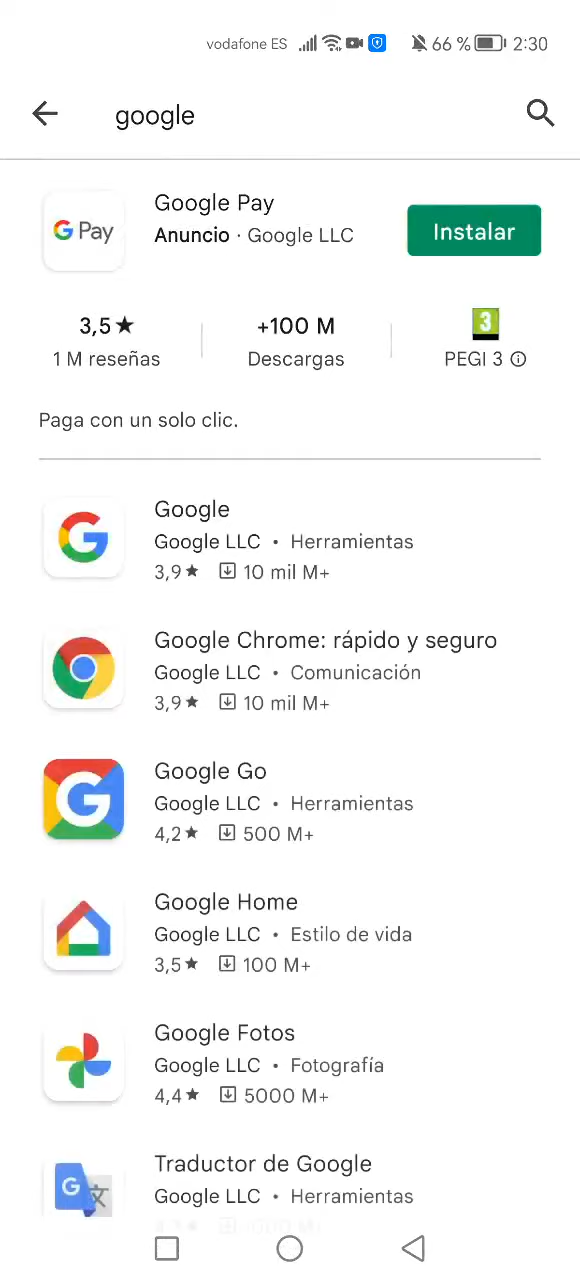 vodafone ES 66 % 2:30
google
G Pay
Google Pay
Anuncio · Google LLC
Instalar
3,5★ +100 M 3
1 M reseñas Descargas PEGI 3
Paga con un solo clic.
Google
Google LLC • Herramientas
3,9★ 10 mil M+
Google Chrome: rápido y seguro
Google LLC • Comunicación
3,9★ 10 mil M+
Google Go
Google LLC • Herramientas
4,2★ 500 M+
Google Home
Google LLC • Estilo de vida
3,5★ 100 M+
Google Fotos
Google LLC • Fotografía
4,4★ 5000 M+
Traductor de Google
Google LLC • Herramientas